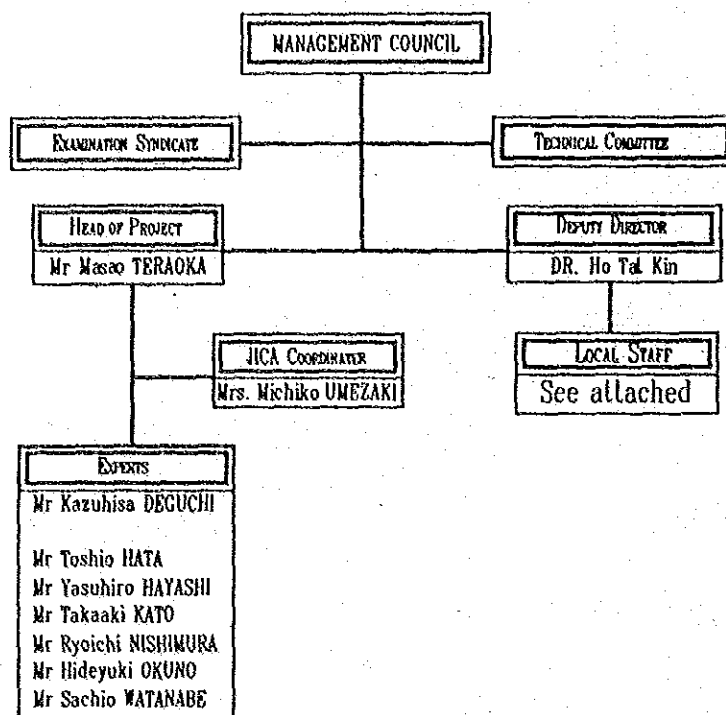 MANAGEMENT COUNCIL
EXAMINATION SYNDICATE
TECHNICAL COMMITTEE
HEAD OF PROJECT
Mr Masao TERAOKA
DEPUTY DIRECTOR
DR. Ho Tal Kin
JICA COORDINATER
Mrs. Michiko UMEZAKI
LOCAL STAFF
See attached
EXPERTS
Mr Kazuhisa DEGUCHI
Mr Toshio HATA
Mr Yasuhiro HAYASHI
Mr Takaaki KATO
Mr Ryoichi NISHIMURA
Mr Hideyuki OKUNO
Mr Sachio WATANABE